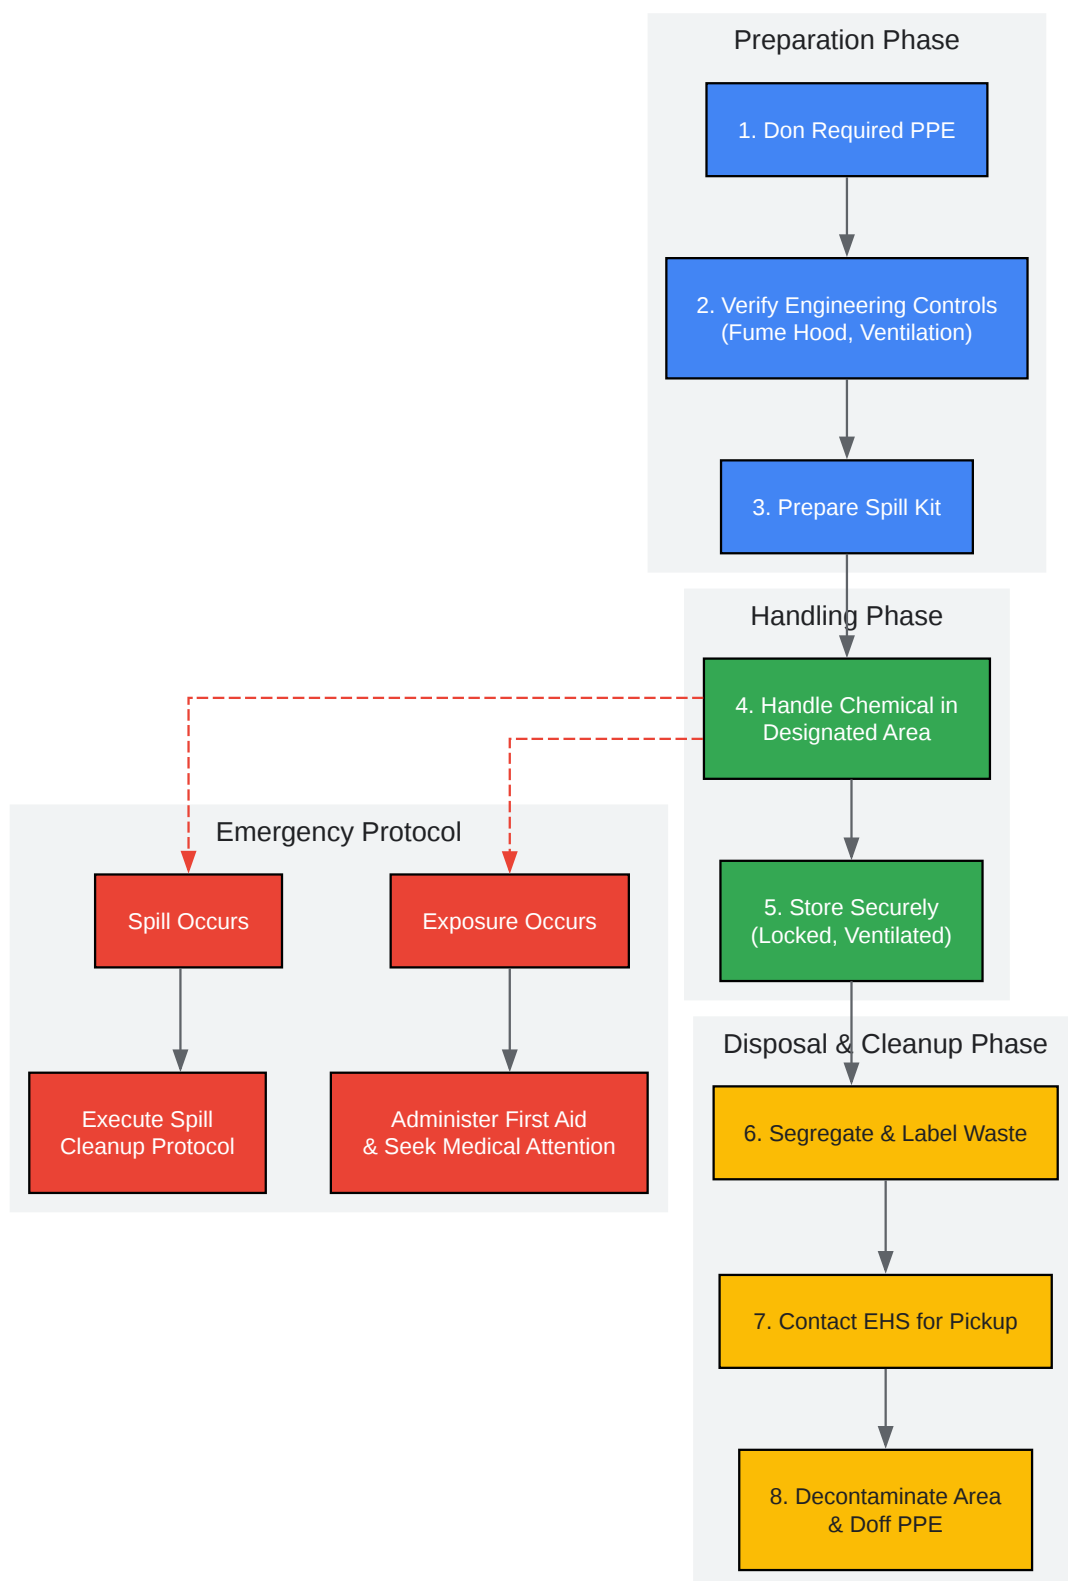 Preparation Phase
1. Don Required PPE
2. Verify Engineering Controls
(Fume Hood, Ventilation)
3. Prepare Spill Kit
Handling Phase
4. Handle Chemical in
Designated Area
5. Store Securely
(Locked, Ventilated)
Emergency Protocol
Spill Occurs
Exposure Occurs
Execute Spill
Cleanup Protocol
Administer First Aid
& Seek Medical Attention
Disposal & Cleanup Phase
6. Segregate & Label Waste
7. Contact EHS for Pickup
8. Decontaminate Area
& Doff PPE